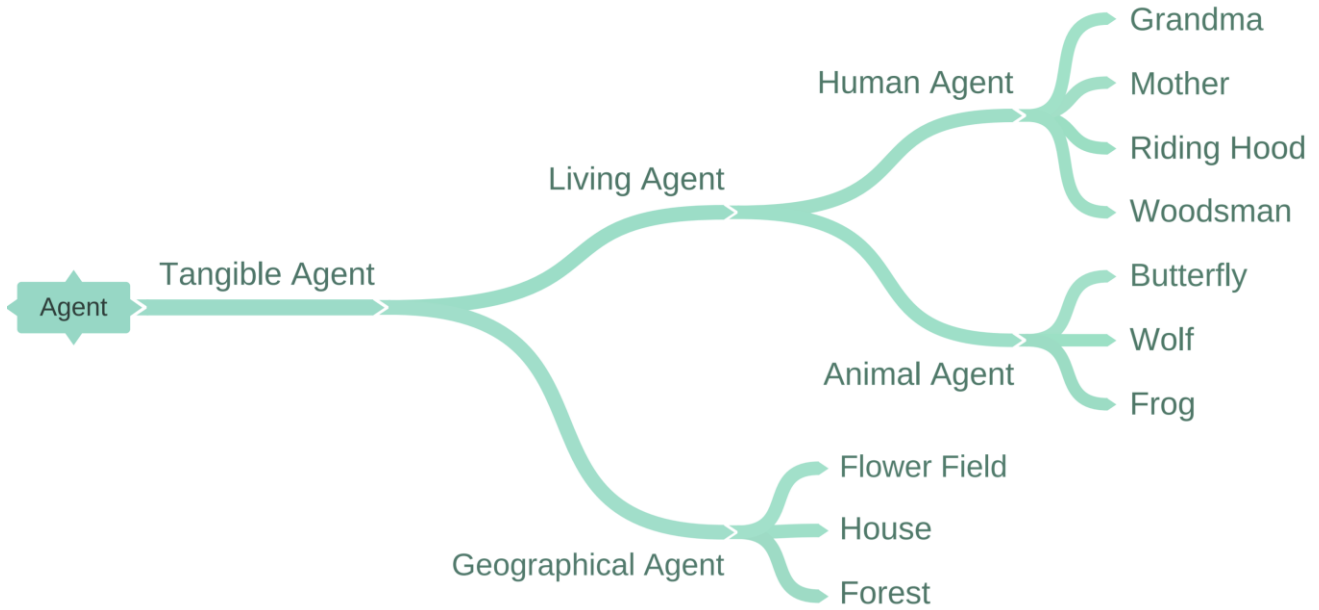 Grandma
Human Agent
Mother
Riding Hood
Living Agent
Woodsman
Tangible Agent
Butterfly
Agent
Wolf
Animal Agent
Frog
Flower Field
House
Geographical Agent
Forest